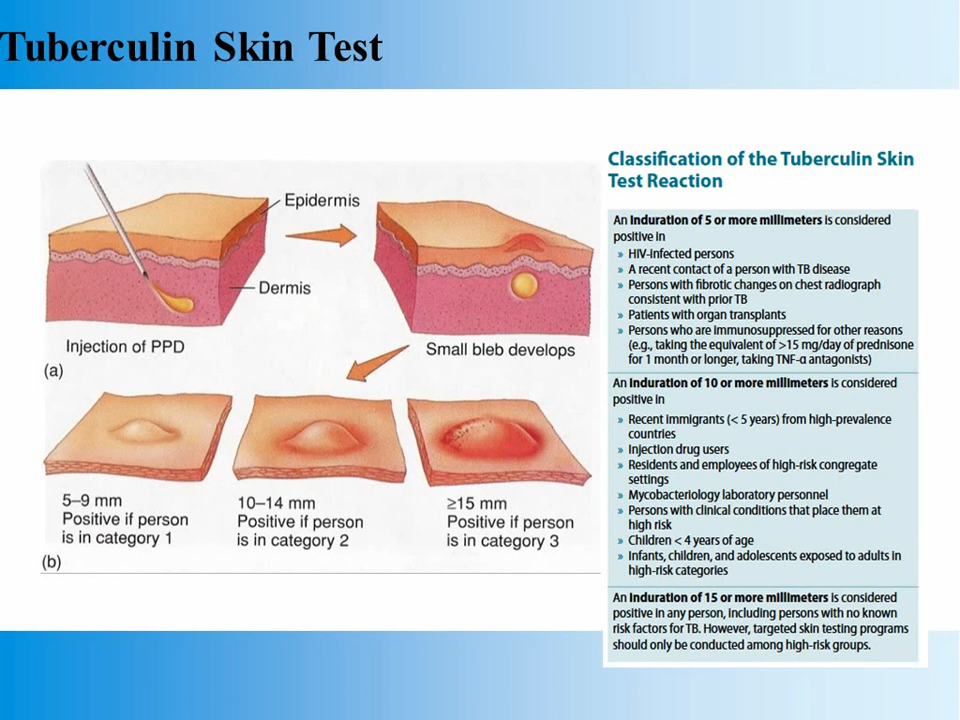 Tuberculin Skin Test
Epidermis
Dermis
Injection of PPD
Small bleb develops
(a)
5–9 mm
Positive if person
is in category 1
10–14 mm
Positive if person
is in category 2
≥15 mm
Positive if person
is in category 3
(b)
Classification of the Tuberculin Skin
Test Reaction
An induration of 5 or more millimeters is considered
positive in
» HIV-infected persons
» A recent contact of a person with TB disease
» Persons with fibrotic changes on chest radiograph
consistent with prior TB
» Patients with organ transplants
» Persons who are immunosuppressed for other reasons
(e.g., taking the equivalent of >15 mg/day of prednisone
for 1 month or longer, taking TNF-α antagonists)
An induration of 10 or more millimeters is considered
positive in
» Recent immigrants (< 5 years) from high-prevalence
countries
» Injection drug users
» Residents and employees of high-risk congregate
settings
» Mycobacteriology laboratory personnel
» Persons with clinical conditions that place them at
high risk
» Children < 4 years of age
» Infants, children, and adolescents exposed to adults in
high-risk categories
An induration of 15 or more millimeters is considered
positive in any person, including persons with no known
risk factors for TB. However, targeted skin testing programs
should only be conducted among high-risk groups.